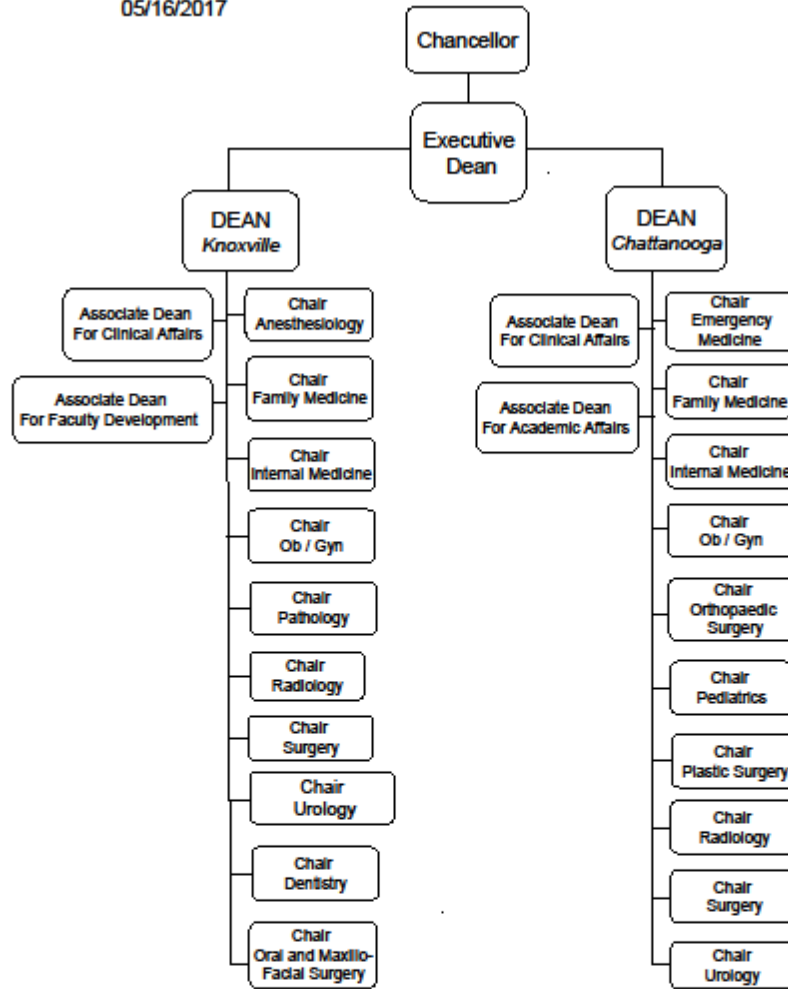 05/16/2017
Chancellor
Executive
Dean
DEAN
Knoxville
Associate Dean
For Clinical Affairs
Associate Dean
For Faculty Development
Chair
Anesthesiology
Chair
Family Medicine
Chair
Internal Medicine
Chair
Ob / Gyn
Chair
Pathology
Chair
Radiology
Chair
Surgery
Chair
Urology
Chair
Dentistry
Chair
Oral and Maxillo-
Facial Surgery
DEAN
Chattanooga
Associate Dean
For Clinical Affairs
Associate Dean
For Academic Affairs
Chair
Emergency
Medicine
Chair
Family Medicine
Chair
Internal Medicine
Chair
Ob / Gyn
Chair
Orthopaedic
Surgery
Chair
Pediatrics
Chair
Plastic Surgery
Chair
Radiology
Chair
Surgery
Chair
Urology